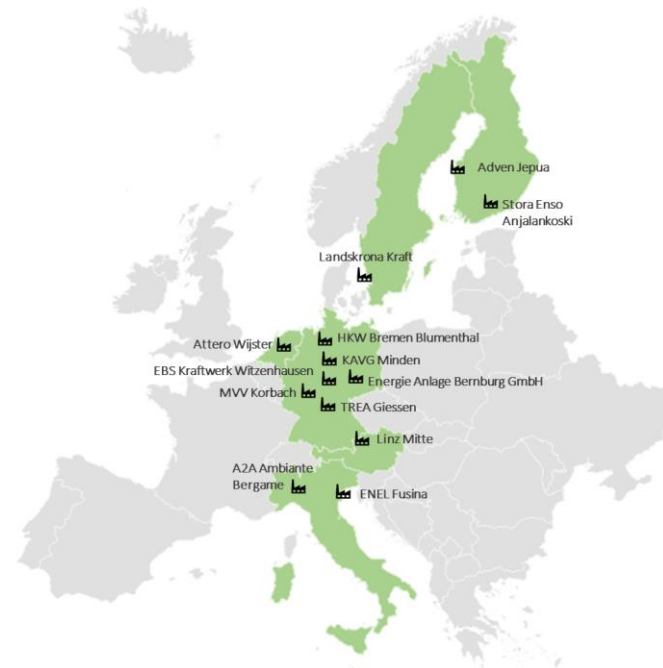 Adven Jepua
Stora Enso
Anjalankoski
Landskrona Kraft
HKW Bremen Blumenthal
Attero Wijster
KAVG Minden
EBS Kraftwerk Witzenhausen
Energie Anlage Bernburg GmbH
MVV Korbach
TREA Giessen
Linz Mitte
A2A Ambiante
Bergame
ENEL Fusina